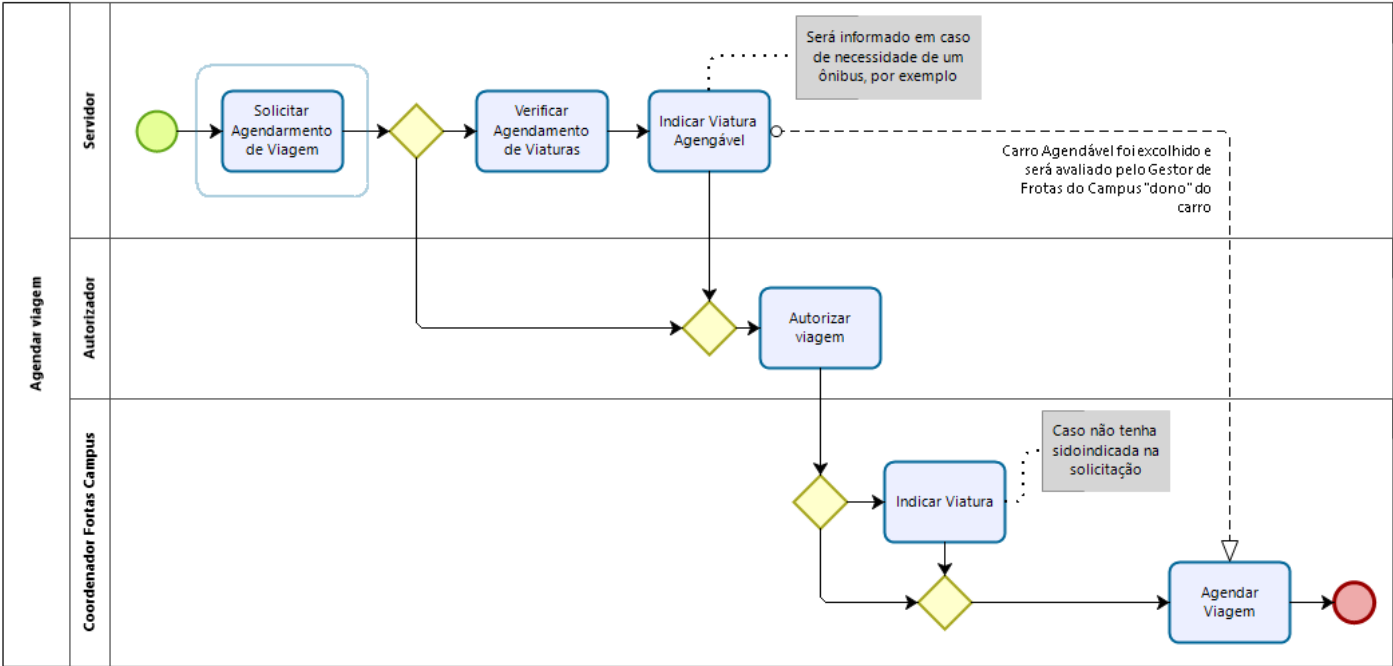 Agendar viagem
Servidor
Solicitar
Agendarmento
de Viagem
Verificar
Agendamento
de Viaturas
Indicar Viatura
Agengável
Será informado em caso
de necessidade de um
ônibus, por exemplo
Carro Agendável foi excolhido e
será avaliado pelo Gestor de
Frotas do Campus "dono" do
carro
Autorizador
Autorizar
viagem
Coordenador Fortas Campus
Caso não tenha
sidoindicada na
solicitação
Indicar Viatura
Agendar
Viagem